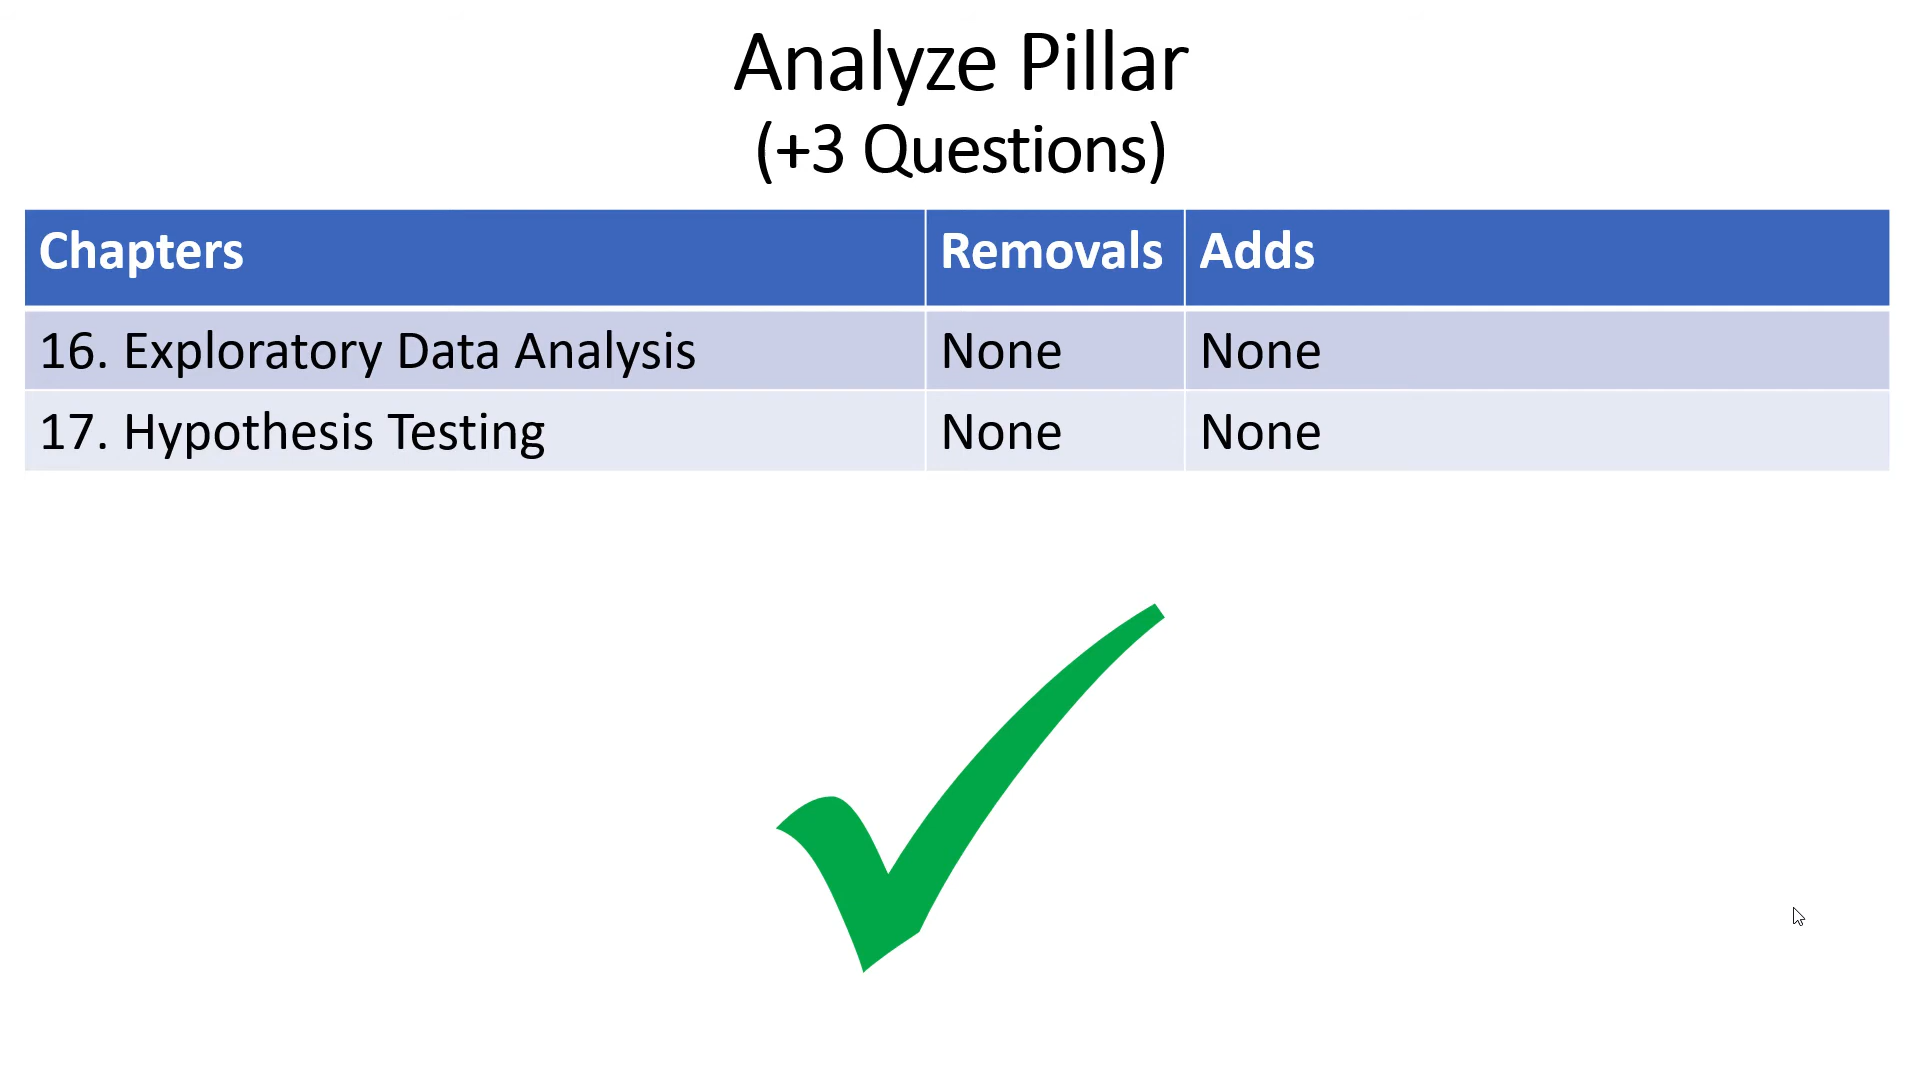 Analyze Pillar
(+3 Questions)
Chapters Removals Adds
16. Exploratory Data Analysis None None
17. Hypothesis Testing None None